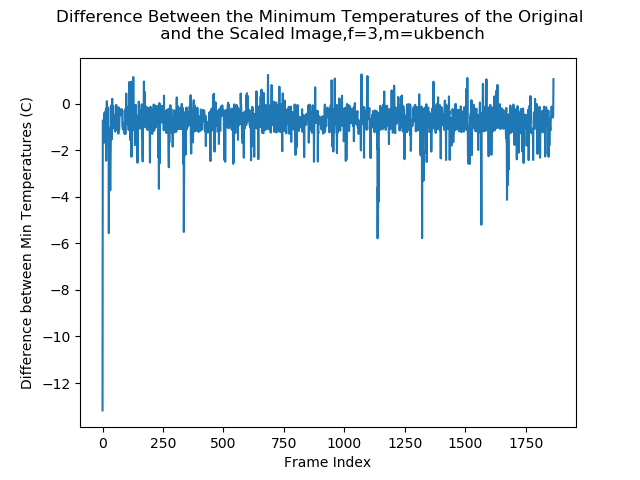 Difference Between the Minimum Temperatures of the Original
and the Scaled Image,f=3,m=ukbench
Difference between Min Temperatures (C)
0
−2
−4
−6
−8
−10
−12
0 250 500 750 1000 1250 1500 1750
Frame Index